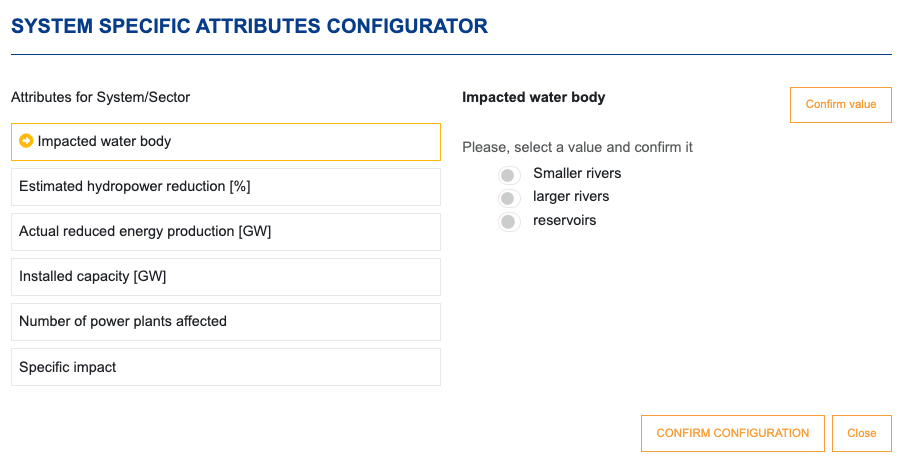 SYSTEM SPECIFIC ATTRIBUTES CONFIGURATOR
Attributes for System/Sector
Impacted water body
Estimated hydropower reduction [%]
Actual reduced energy production [GW]
Installed capacity [GW]
Number of power plants affected
Specific impact
Impacted water body
Confirm value
Please, select a value and confirm it
Smaller rivers
larger rivers
reservoirs
CONFIRM CONFIGURATION
Close